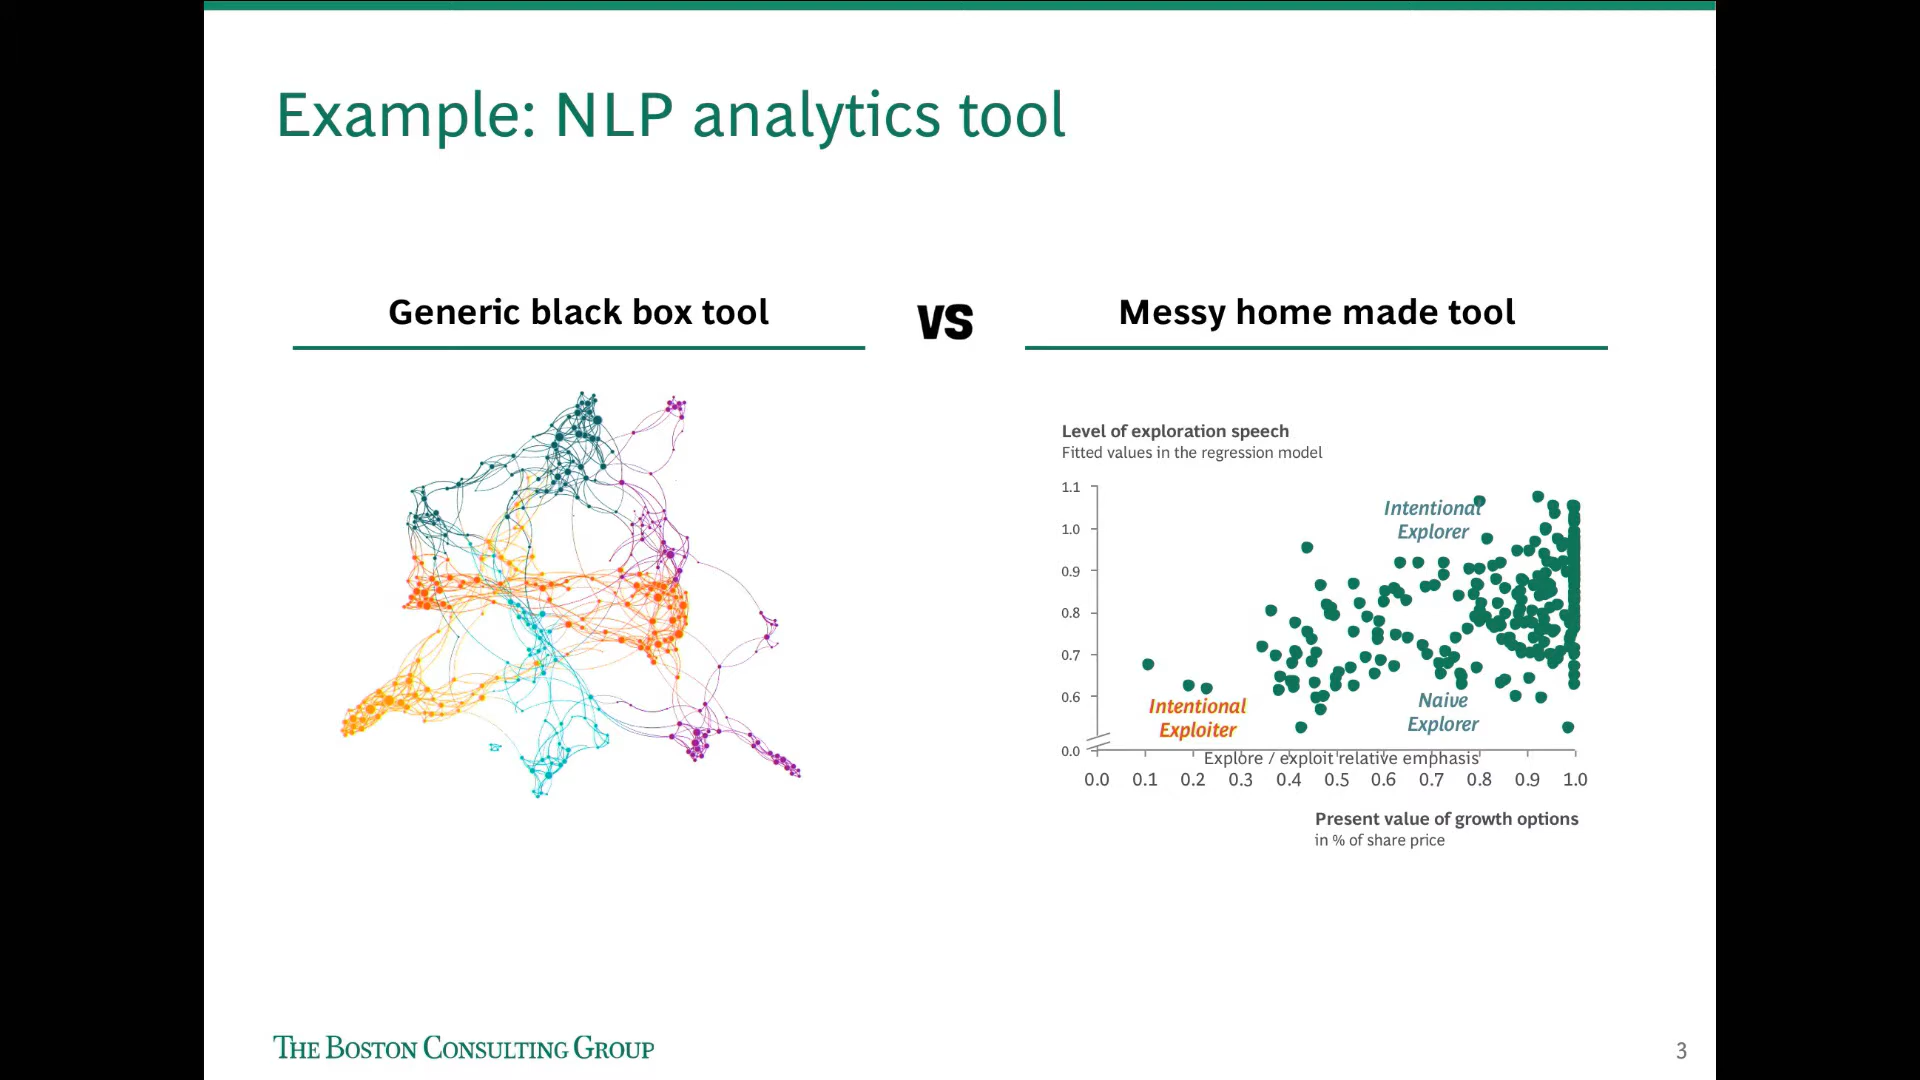 Example: NLP analytics tool
Generic black box tool
VS
Messy home made tool
Level of exploration speech
Fitted values in the regression model
1.1
1.0
0.9
0.8
0.7
0.6
0.0
Intentional
Explorer
Intentional
Exploiter
Naive
Explorer
Explore / exploit relative emphasis
0.0 0.1 0.2 0.3 0.4 0.5 0.6 0.7 0.8 0.9 1.0
Present value of growth options
in % of share price
THE BOSTON CONSULTING GROUP
3